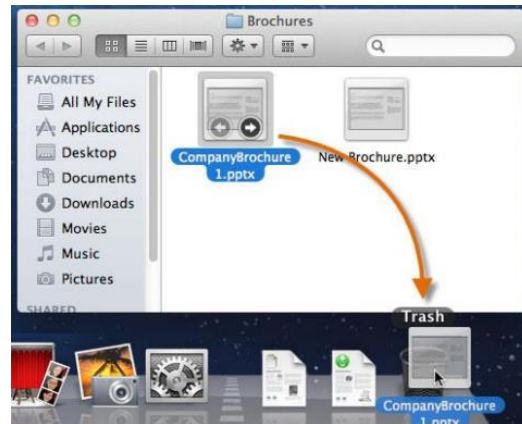 Brochures
FAVORITES
All My Files
Applications
Desktop
Documents
Downloads
Movies
Music
Pictures
SHARED
CompanyBrochure
1.pptx
New Brochure.pptx
Trash
CompanyBrochure
1.pptx